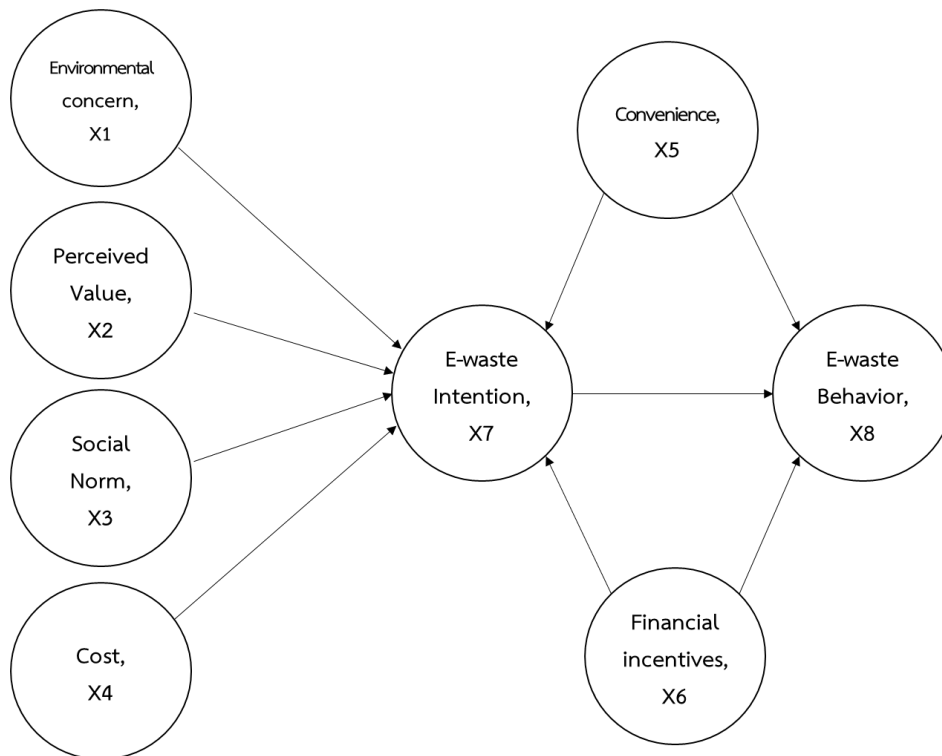 Environmental
concern,
X1
Perceived
Value,
X2
Social
Norm,
X3
Cost,
X4
Convenience,
X5
E-waste
Intention,
X7
E-waste
Behavior,
X8
Financial
incentives,
X6